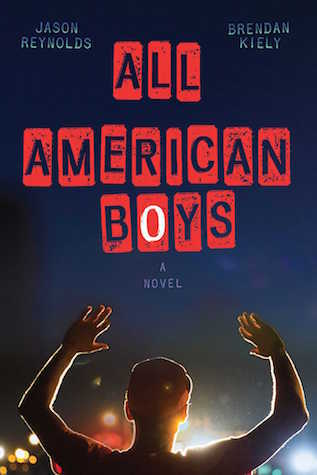 JASON
REYNOLDS
BRENDAN
KIELY
ALL
AMERICAN
BOYS
A
NOVEL